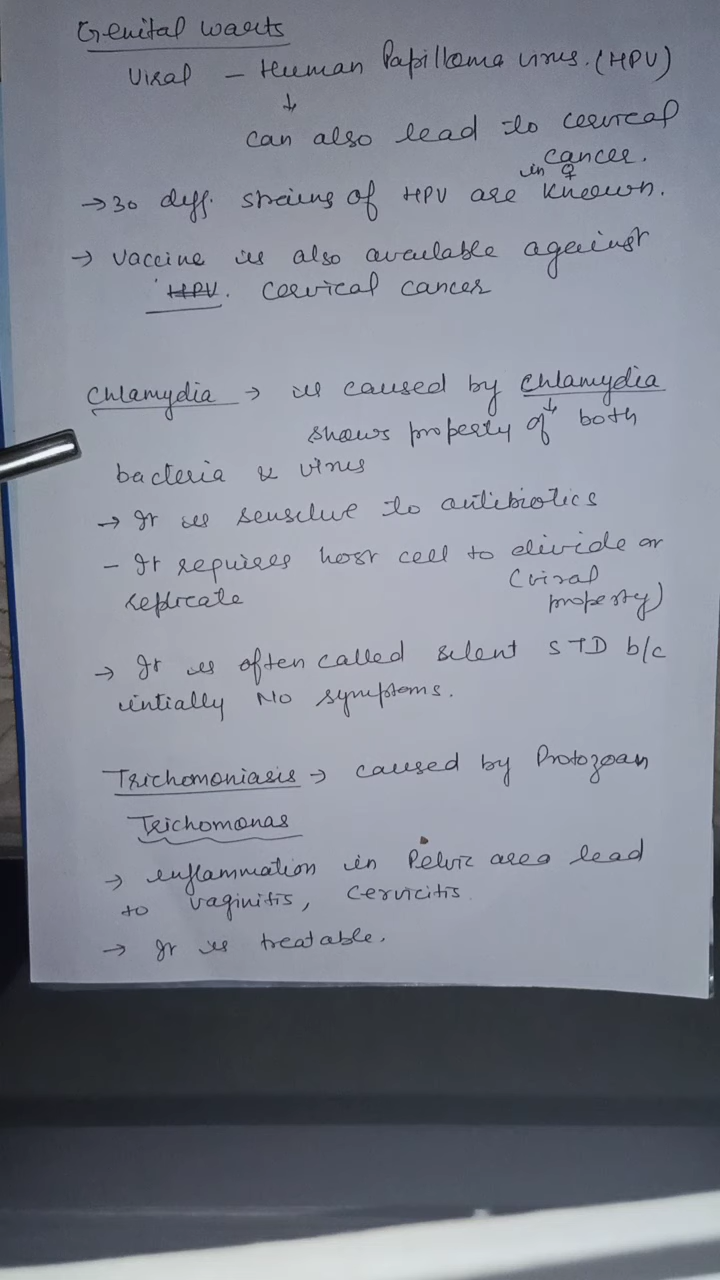 Genital warts
Viral - Human Papilloma virus. (HPV)
↓
can also lead to cervical
cancer.
in ♀
→ 30 diff. strains of HPV are known.
→ Vaccine is also available against
HPV. Cervical cancer
Chlamydia → is caused by Chlamydia
↓
shows property of both
bacteria & virus
→ It is sensitive to antibiotics
- It requires host cell to divide or
replicate (viral
property)
→ It is often called silent STD b/c
intially No symptoms.
Trichomoniasis → caused by Protozoan
Trichomonas
→ inflammation in Pelvic area lead
to vaginitis, cervicitis
→ It is treatable.